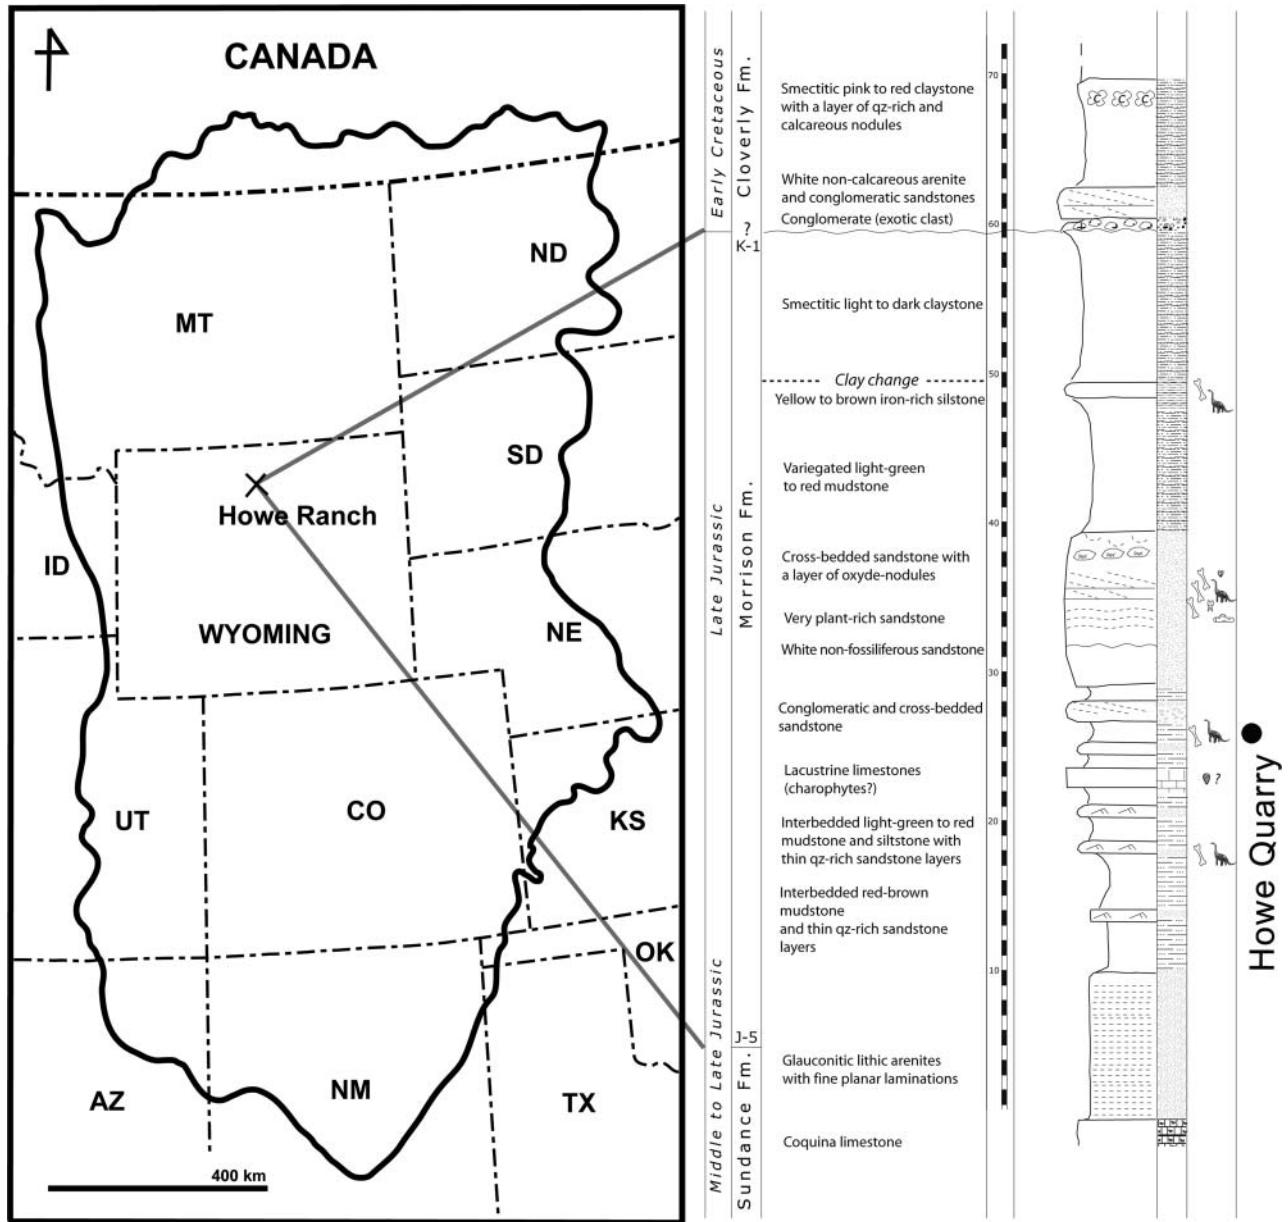 CANADA
MT
ND
SD
ID
Howe Ranch
WYOMING
NE
UT
CO
KS
OK
AZ
NM
TX
400 km
Early Cretaceous
Cloverly Fm.
?
K-1
Late Jurassic
Morrison Fm.
Middle to Late Jurassic
J-5
Sundance Fm.
Smectitic pink to red claystone
with a layer of qz-rich and
calcareous nodules
White non-calcareous arenite
and conglomeratic sandstones
Conglomerate (exotic clast)
Smectitic light to dark claystone
Clay change
Yellow to brown iron-rich silstone
Variegated light-green
to red mudstone
Cross-bedded sandstone with
a layer of oxyde-nodules
Very plant-rich sandstone
White non-fossiliferous sandstone
Conglomeratic and cross-bedded
sandstone
Lacustrine limestones
(charophytes?)
Interbedded light-green to red
mudstone and siltstone with
thin qz-rich sandstone layers
Interbedded red-brown
mudstone
and thin qz-rich sandstone
layers
Glauconitic lithic arenites
with fine planar laminations
Coquina limestone
70
60
50
40
30
20
10
C C C
?
Howe Quarry